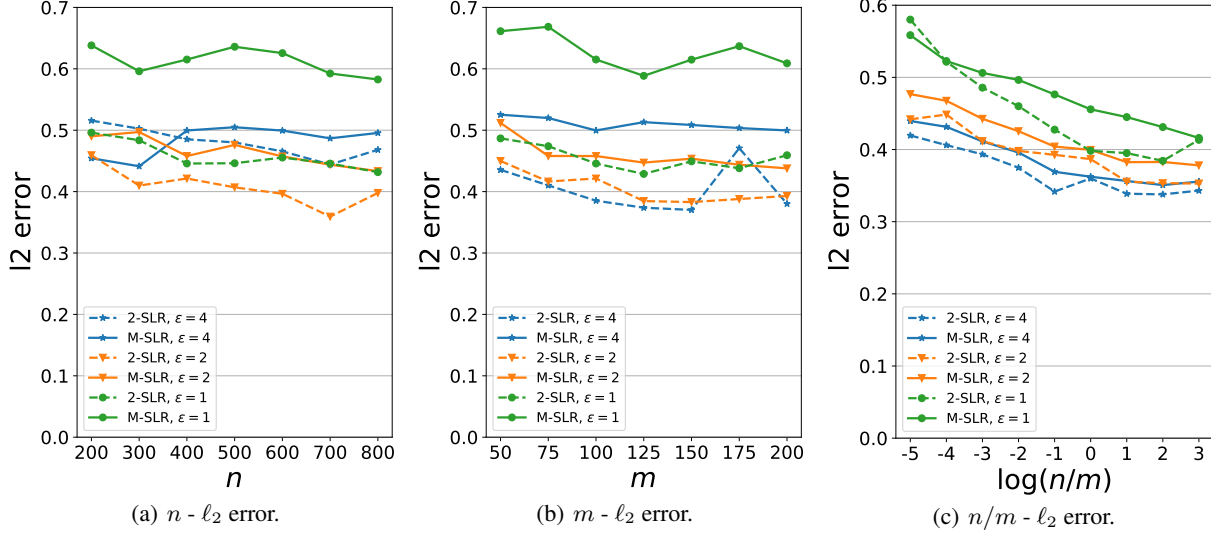 0.7
0.6
0.5
0.4
0.3
0.2
0.1
0.0
l2 error
2-SLR, ε = 4
M-SLR, ε = 4
2-SLR, ε = 2
M-SLR, ε = 2
2-SLR, ε = 1
M-SLR, ε = 1
200 300 400 500 600 700 800
n
(a) n - ℓ₂ error.
0.7
0.6
0.5
0.4
0.3
0.2
0.1
0.0
l2 error
2-SLR, ε = 4
M-SLR, ε = 4
2-SLR, ε = 2
M-SLR, ε = 2
2-SLR, ε = 1
M-SLR, ε = 1
50 75 100 125 150 175 200
m
(b) m - ℓ₂ error.
0.6
0.5
0.4
0.3
0.2
0.1
0.0
l2 error
2-SLR, ε = 4
M-SLR, ε = 4
2-SLR, ε = 2
M-SLR, ε = 2
2-SLR, ε = 1
M-SLR, ε = 1
-5 -4 -3 -2 -1 0 1 2 3
log(n/m)
(c) n/m - ℓ₂ error.